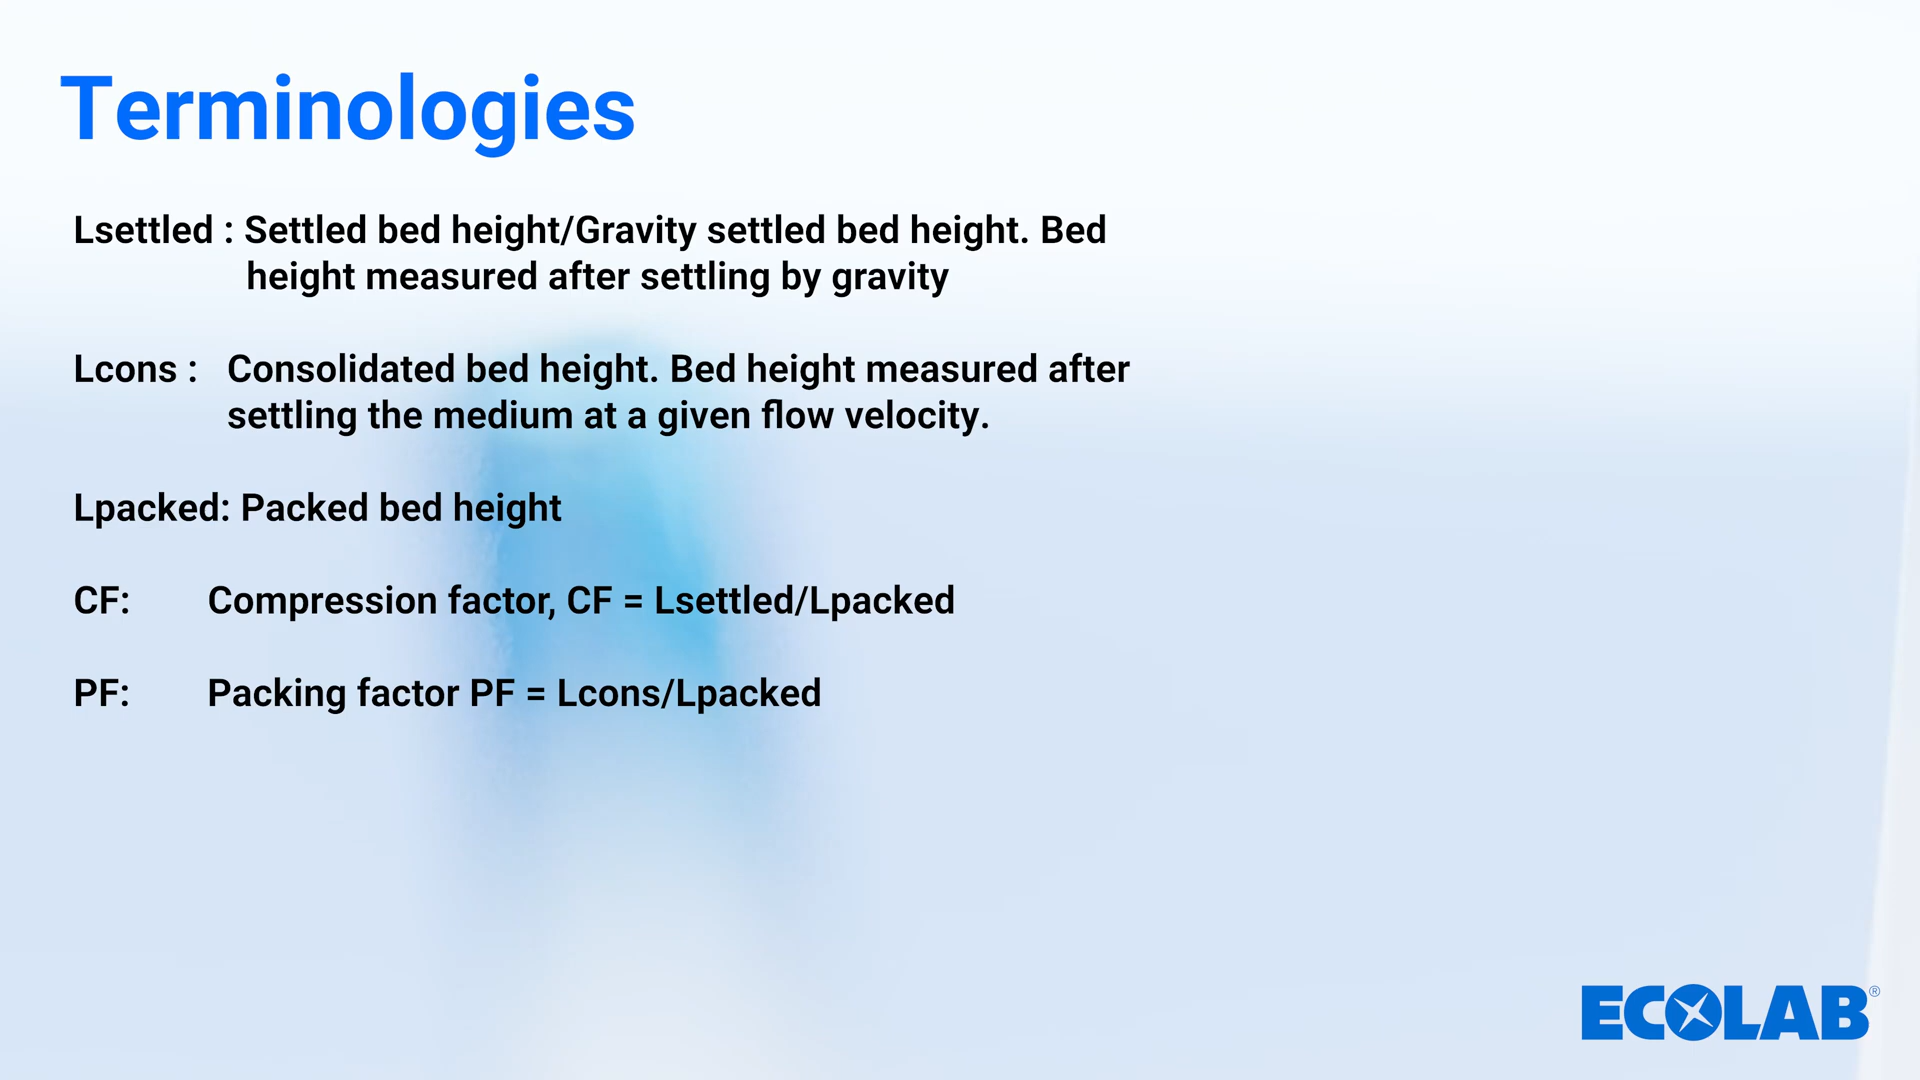 Terminologies
Lsettled : Settled bed height/Gravity settled bed height. Bed
height measured after settling by gravity
Lcons : Consolidated bed height. Bed height measured after
settling the medium at a given flow velocity.
Lpacked: Packed bed height
CF: Compression factor, CF = Lsettled/Lpacked
PF: Packing factor PF = Lcons/Lpacked
ECOLAB®